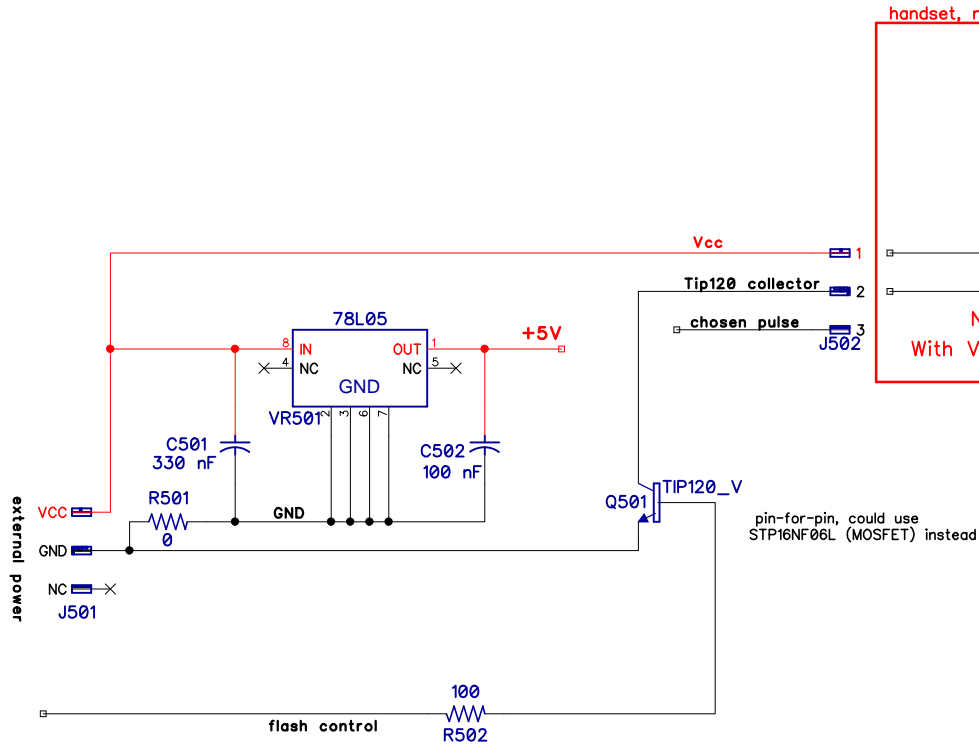 handset,
Vcc
1
Tip120 collector
2
chosen pulse
3
J502
With
78L05
+5V
8 IN
OUT 1
4 NC
NC 5
GND
VR501
2 3 6 7
C501
330 nF
C502
100 nF
R501
0
GND
VCC
GND
NC
J501
external power
Q501
TIP120_V
pin-for-pin, could use
STP16NF06L (MOSFET) instead
100
R502
flash control